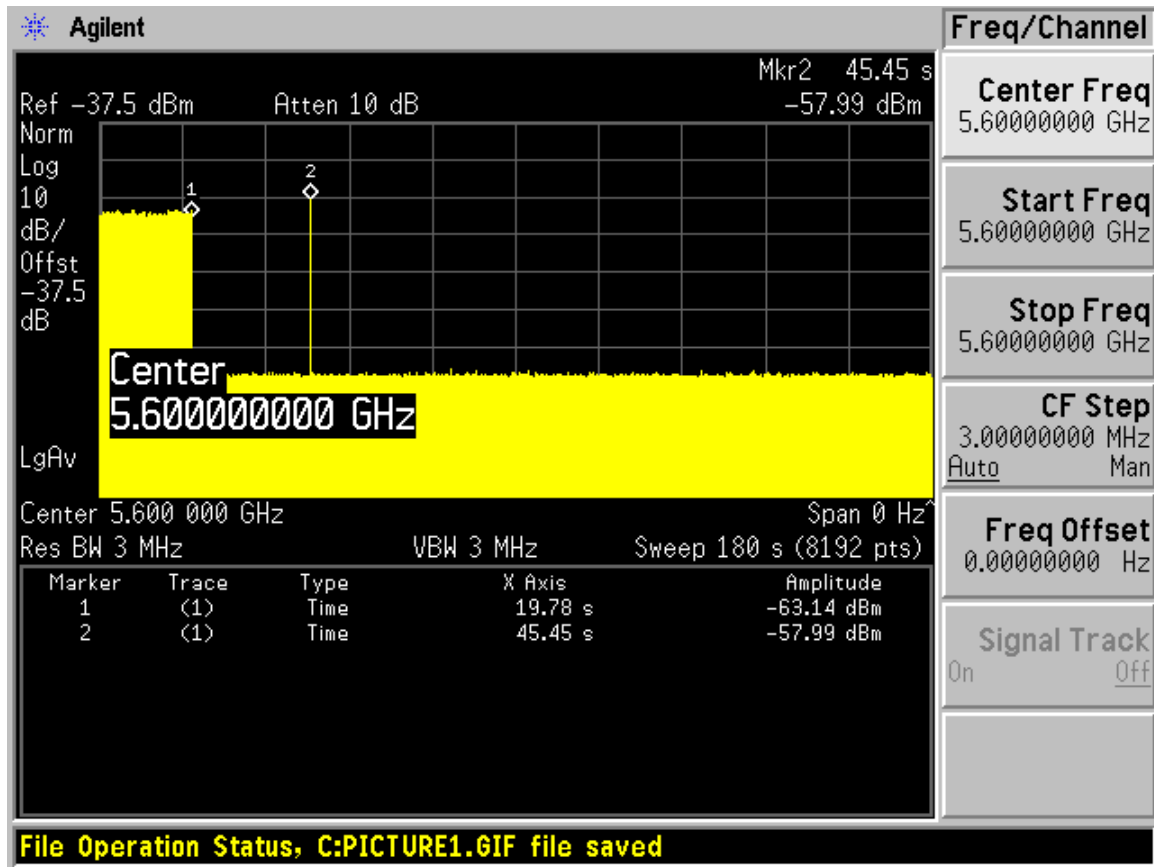 Agilent
Freq/Channel
Mkr2 45.45 s
Ref -37.5 dBm Atten 10 dB -57.99 dBm
Norm
Log
10
dB/
Offst
-37.5
dB
LgAv
1
2
Center
5.600000000 GHz
Center 5.600 000 GHz Span 0 Hz^
Res BW 3 MHz VBW 3 MHz Sweep 180 s (8192 pts)
Marker Trace Type X Axis Amplitude
1 (1) Time 19.78 s -63.14 dBm
2 (1) Time 45.45 s -57.99 dBm
Center Freq
5.60000000 GHz
Start Freq
5.60000000 GHz
Stop Freq
5.60000000 GHz
CF Step
3.00000000 MHz
Auto Man
Freq Offset
0.00000000 Hz
Signal Track
On Off
File Operation Status, C:PICTURE1.GIF file saved